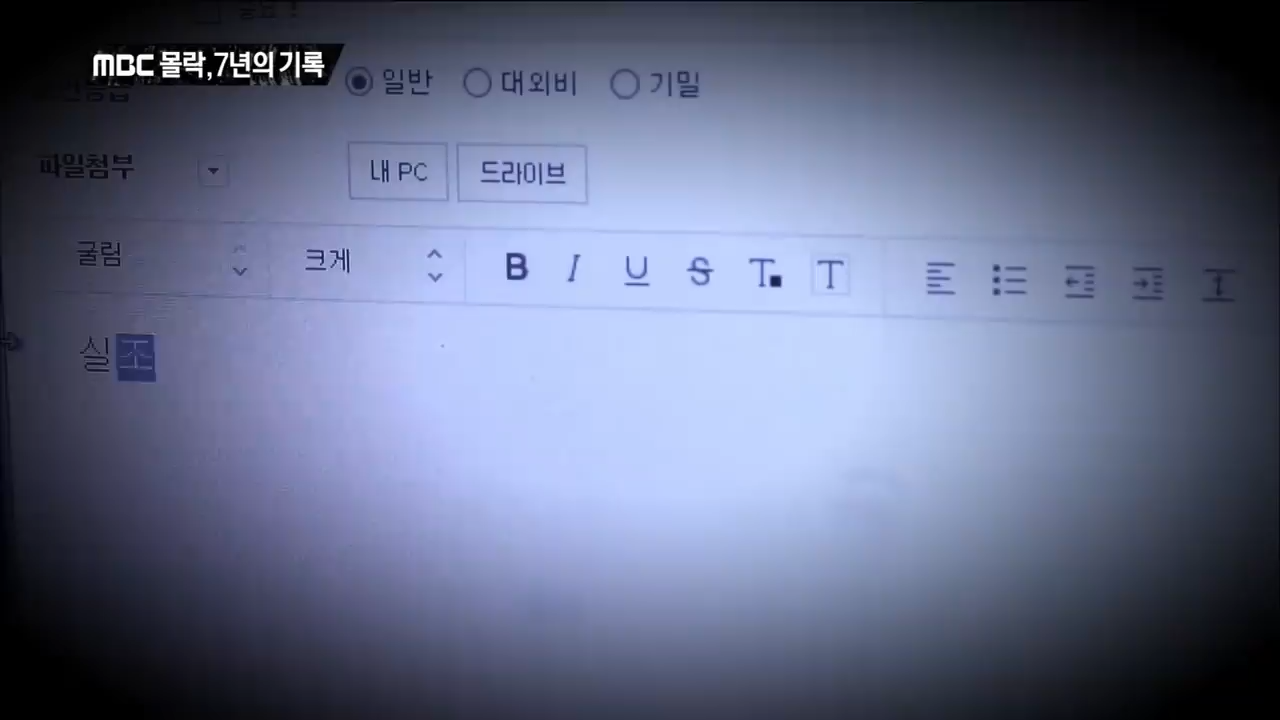 MBC 몰락, 7년의 기록
일반 대외비 기밀
파일첨부 내 PC 드라이브
굴림 크게 B I U S T T
실조